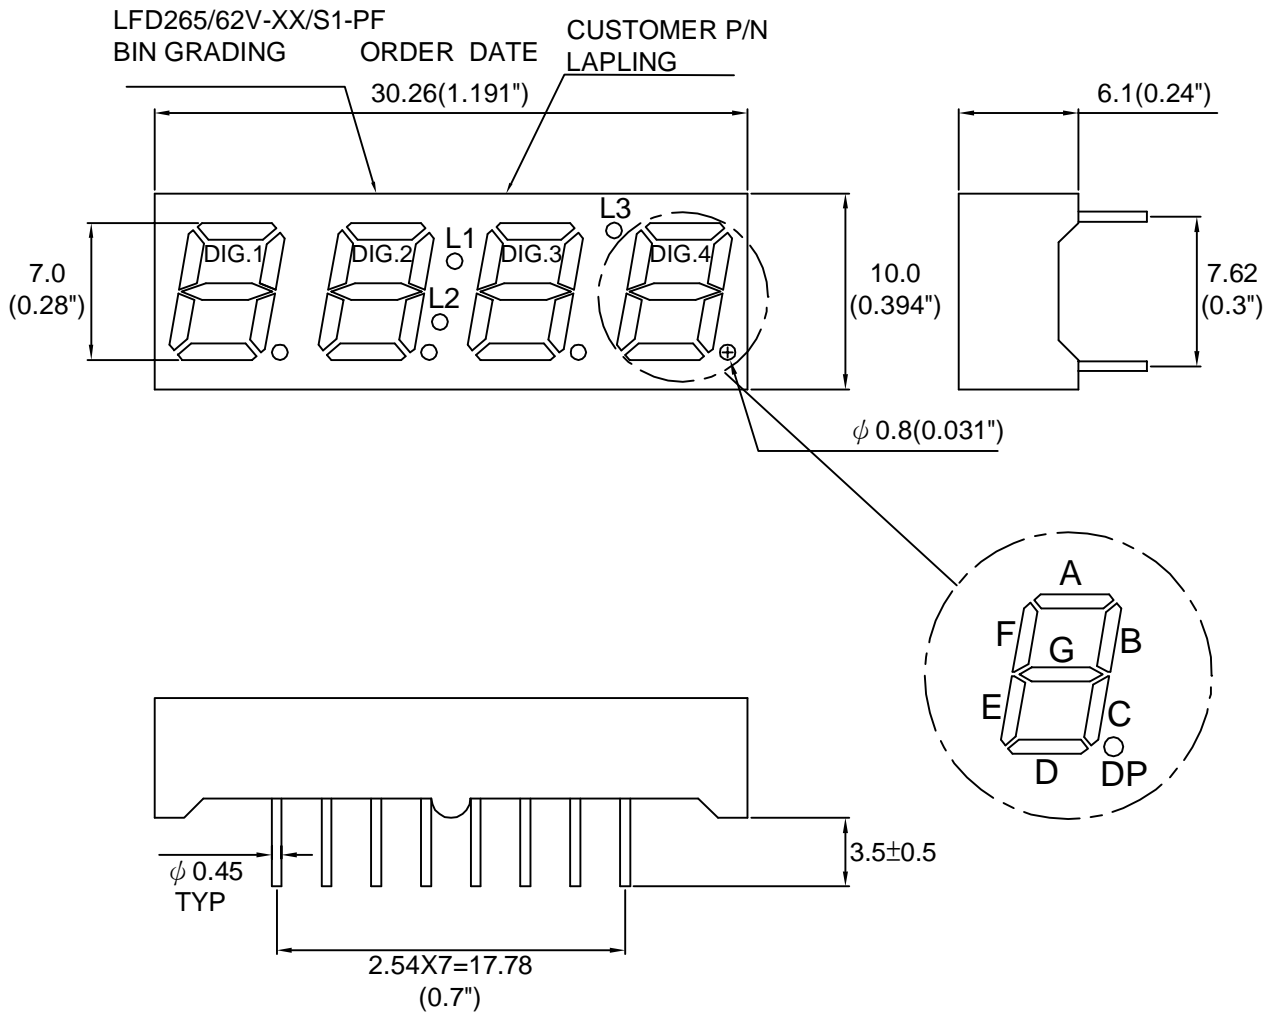 LFD265/62V-XX/S1-PF
BIN GRADING ORDER DATE
CUSTOMER P/N
LAPLING
30.26(1.191")
6.1(0.24")
L3
DIG.1
DIG.2
L1
DIG.3
DIG.4
7.0
(0.28")
L2
10.0
(0.394")
7.62
(0.3")
ϕ 0.8(0.031")
A
F
B
G
E
C
D
DP
3.5±0.5
ϕ 0.45
TYP
2.54X7=17.78
(0.7")